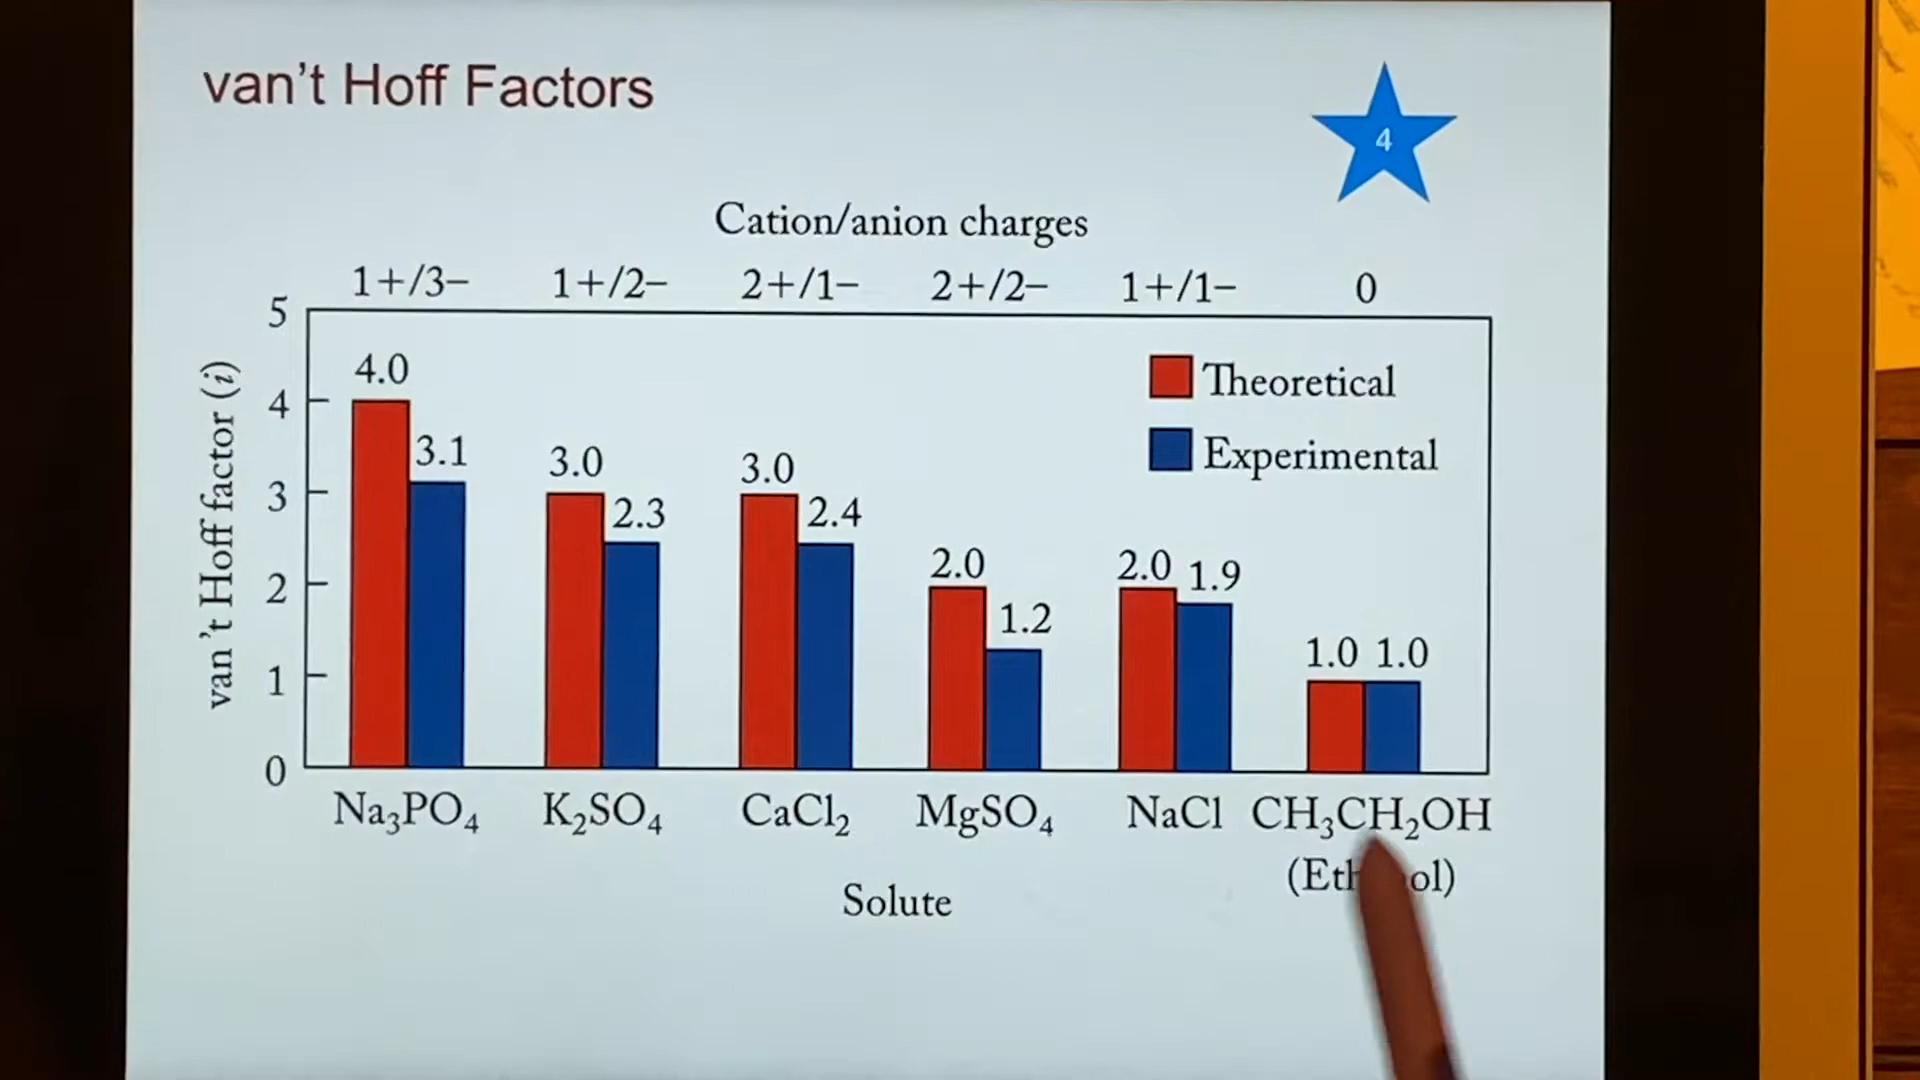 van't Hoff Factors
4
Cation/anion charges
1+/3– 1+/2– 2+/1– 2+/2– 1+/1– 0
5
4
3
2
1
0
van 't Hoff factor (i)
4.0 3.1 3.0 2.3 3.0 2.4 2.0 1.2 2.0 1.9 1.0 1.0
Theoretical
Experimental
Na₃PO₄ K₂SO₄ CaCl₂ MgSO₄ NaCl CH₃CH₂OH
Solute